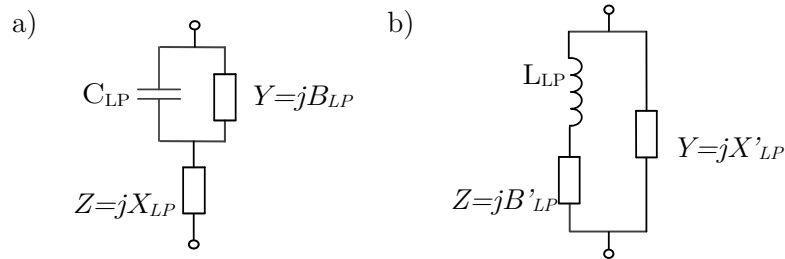 a)
C_LP
Y=jB_LP
Z=jX_LP
b)
L_LP
Y=jX'_LP
Z=jB'_LP